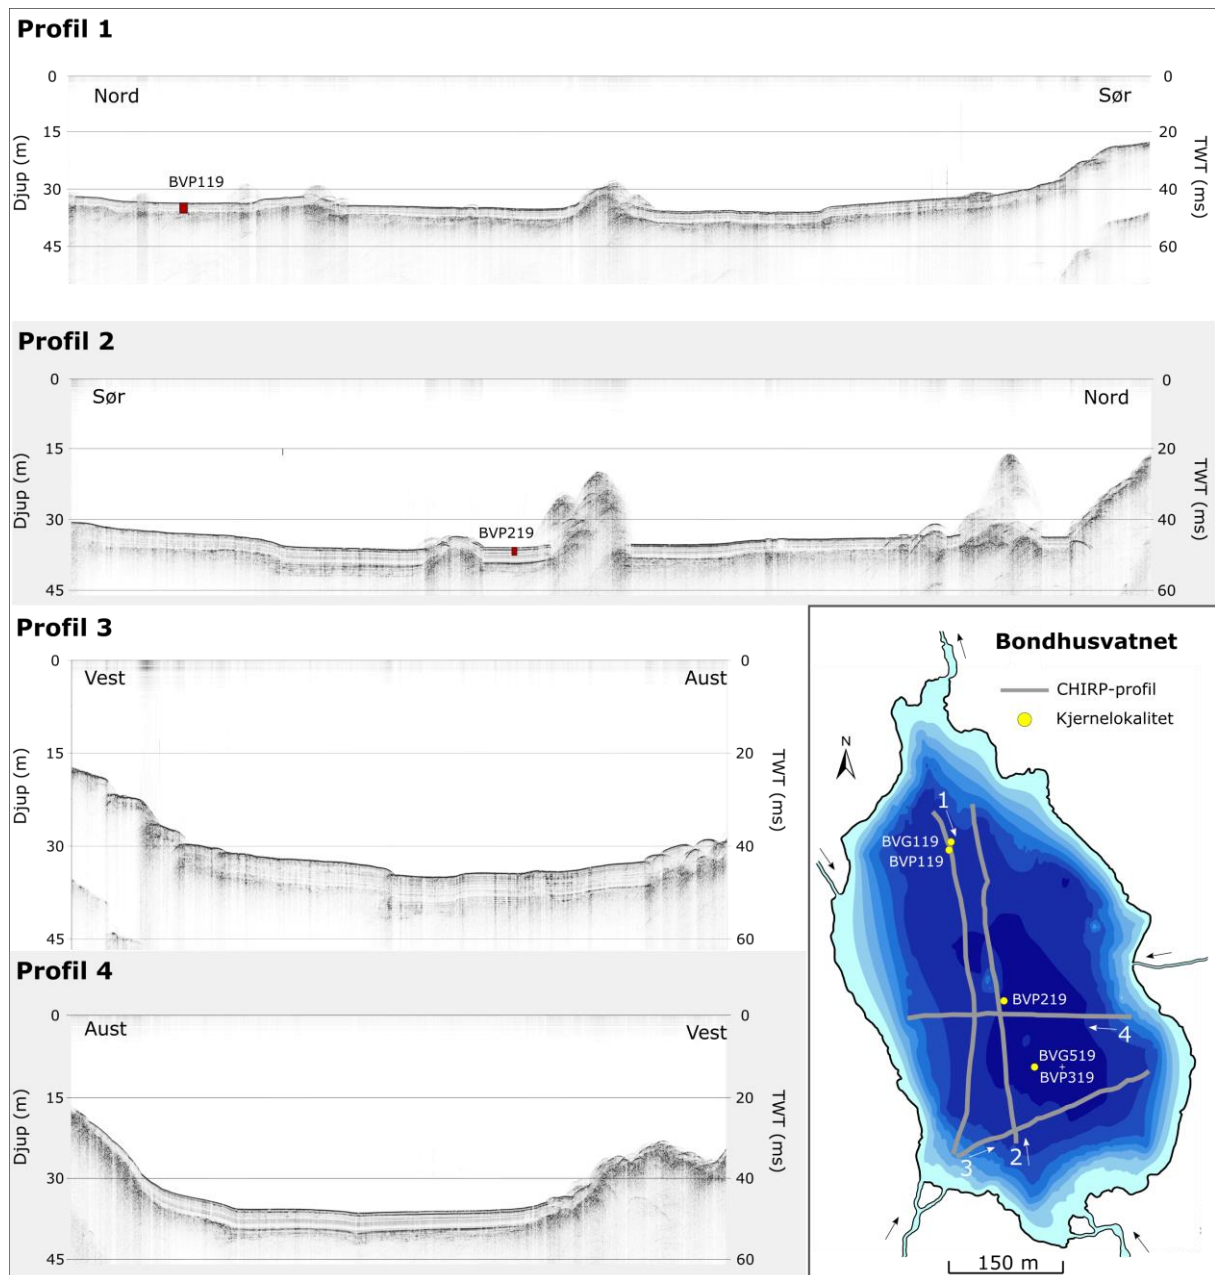 Profil 1
0
0
Nord
Sør
15
20
BVP119
30
40
45
60
Djup (m)
TWT (ms)
Profil 2
0
0
Sør
Nord
15
20
BVP219
30
40
45
60
Djup (m)
TWT (ms)
Profil 3
0
0
Vest
Aust
15
20
30
40
45
60
Djup (m)
TWT (ms)
Profil 4
0
0
Aust
Vest
15
20
30
40
45
60
Djup (m)
TWT (ms)
Bondhusvatnet
CHIRP-profil
Kjernelokalitet
N
1
BVG119
BVP119
BVP219
4
BVG519
+
BVP319
3
2
150 m